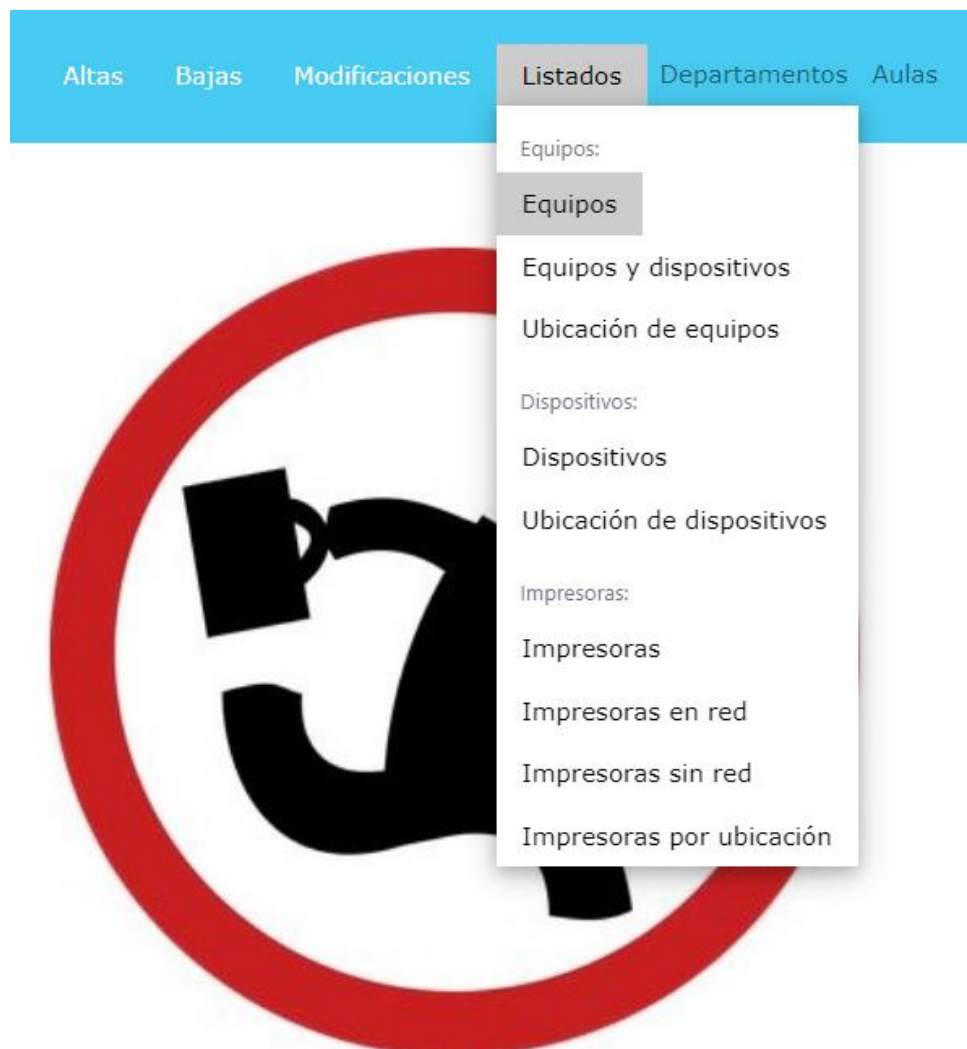 Altas Bajas Modificaciones Listados Departamentos Aulas
Equipos:
Equipos
Equipos y dispositivos
Ubicación de equipos
Dispositivos:
Dispositivos
Ubicación de dispositivos
Impresoras:
Impresoras
Impresoras en red
Impresoras sin red
Impresoras por ubicación